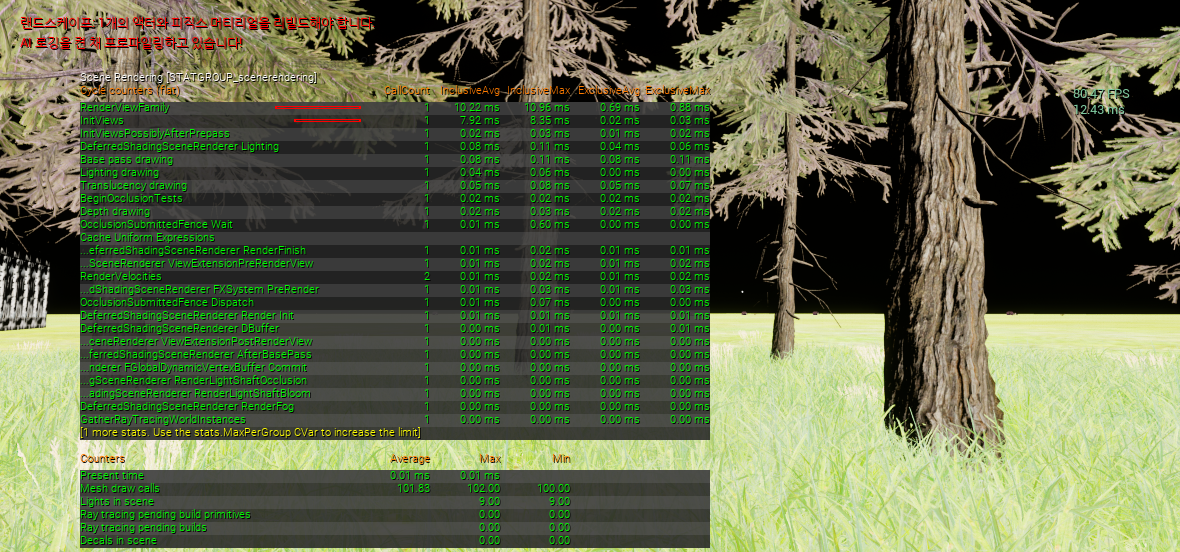 랜드스케이프: 1개의 액터와 피직스 머티리얼을 리빌드해야 합니다.
AI 로깅을 켠 채 프로파일링하고 있습니다!
Scene Rendering [STATGROUP_scenerendering]
Cycle counters (flat) CallCount InclusiveAvg InclusiveMax ExclusiveAvg ExclusiveMax
80.47 FPS
12.43 ms
RenderViewFamily 1 10.22 ms 10.96 ms 0.69 ms 0.88 ms
InitViews 1 7.92 ms 8.35 ms 0.02 ms 0.03 ms
InitViewsPossiblyAfterPrepass 1 0.02 ms 0.03 ms 0.01 ms 0.02 ms
DeferredShadingSceneRenderer Lighting 1 0.08 ms 0.11 ms 0.04 ms 0.06 ms
Base pass drawing 1 0.08 ms 0.11 ms 0.08 ms 0.11 ms
Lighting drawing 1 0.04 ms 0.06 ms 0.00 ms 0.00 ms
Translucency drawing 1 0.05 ms 0.08 ms 0.05 ms 0.07 ms
BeginOcclusionTests 1 0.02 ms 0.02 ms 0.02 ms 0.02 ms
Depth drawing 1 0.02 ms 0.03 ms 0.02 ms 0.02 ms
OcclusionSubmittedFence Wait 1 0.01 ms 0.60 ms 0.00 ms 0.00 ms
Cache Uniform Expressions
...eferredShadingSceneRenderer RenderFinish 1 0.01 ms 0.02 ms 0.01 ms 0.01 ms
...SceneRenderer ViewExtensionPreRenderView 1 0.01 ms 0.02 ms 0.01 ms 0.02 ms
RenderVelocities 2 0.01 ms 0.02 ms 0.01 ms 0.02 ms
...dShadingSceneRenderer FXSystem PreRender 1 0.01 ms 0.03 ms 0.01 ms 0.03 ms
OcclusionSubmittedFence Dispatch 1 0.01 ms 0.07 ms 0.00 ms 0.00 ms
DeferredShadingSceneRenderer Render Init 1 0.01 ms 0.01 ms 0.01 ms 0.01 ms
DeferredShadingSceneRenderer DBuffer 1 0.00 ms 0.01 ms 0.00 ms 0.01 ms
...ceneRenderer ViewExtensionPostRenderView 1 0.00 ms 0.00 ms 0.00 ms 0.00 ms
...ferredShadingSceneRenderer AfterBasePass 1 0.00 ms 0.00 ms 0.00 ms 0.00 ms
...nderer FGlobalDynamicVertexBuffer Commit 1 0.00 ms 0.00 ms 0.00 ms 0.00 ms
...gSceneRenderer RenderLightShaftOcclusion 1 0.00 ms 0.00 ms 0.00 ms 0.00 ms
...adingSceneRenderer RenderLightShaftBloom 1 0.00 ms 0.00 ms 0.00 ms 0.00 ms
DeferredShadingSceneRenderer RenderFog 1 0.00 ms 0.00 ms 0.00 ms 0.00 ms
GatherRayTracingWorldInstances 1 0.00 ms 0.00 ms 0.00 ms 0.00 ms
[1 more stats. Use the stats.MaxPerGroup CVar to increase the limit]
Counters Average Max Min
Present time 0.01 ms 0.01 ms
Mesh draw calls 101.83 102.00 100.00
Lights in scene 9.00 9.00
Ray tracing pending build primitives 0.00 0.00
Ray tracing pending builds 0.00 0.00
Decals in scene 0.00 0.00